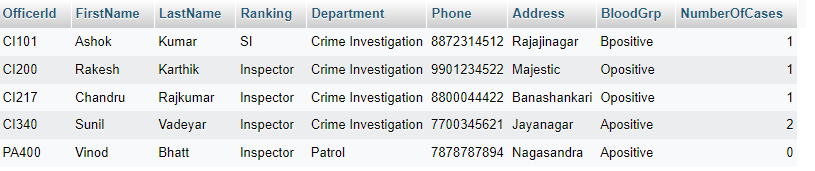 OfficerId FirstName LastName Ranking Department Phone Address BloodGrp NumberOfCases
CI101 Ashok Kumar SI Crime Investigation 8872314512 Rajajinagar Bpositive 1
CI200 Rakesh Karthik Inspector Crime Investigation 9901234522 Majestic Opositive 1
CI217 Chandru Rajkumar Inspector Crime Investigation 8800044422 Banashankari Opositive 1
CI340 Sunil Vadeyar Inspector Crime Investigation 7700345621 Jayanagar Apositive 2
PA400 Vinod Bhatt Inspector Patrol 7878787894 Nagasandra Apositive 0